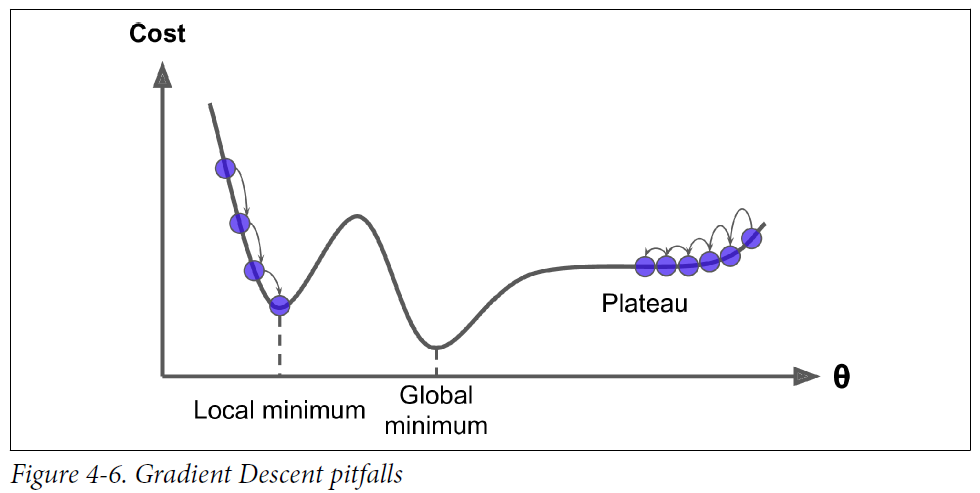 Cost
Plateau
θ
Local minimum
Global
minimum
Figure 4-6. Gradient Descent pitfalls